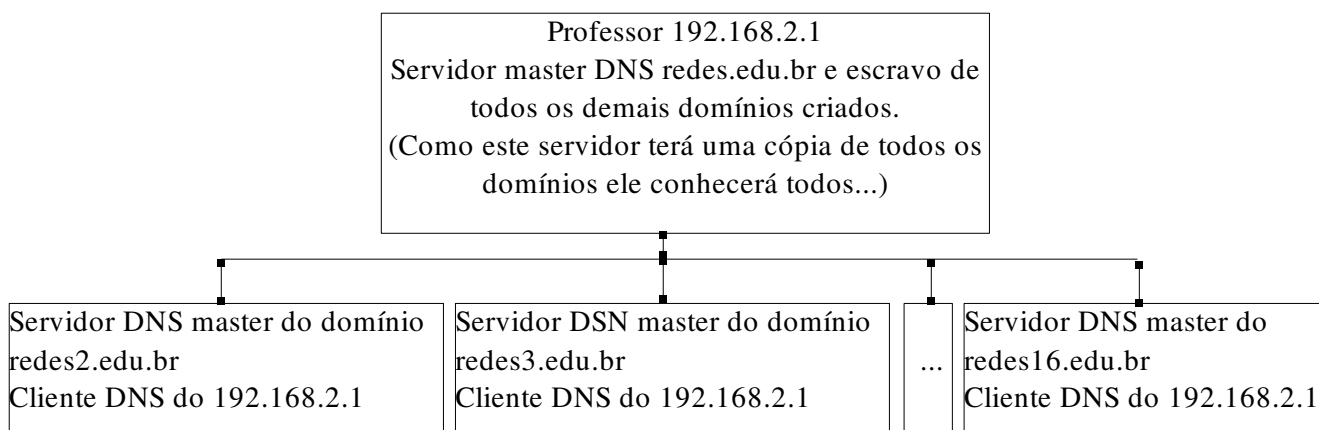 Professor 192.168.2.1
Servidor master DNS redes.edu.br e escravo de
todos os demais domínios criados.
(Como este servidor terá uma cópia de todos os
domínios ele conhecerá todos...)
Servidor DNS master do domínio
redes2.edu.br
Cliente DNS do 192.168.2.1
Servidor DSN master do domínio
redes3.edu.br
Cliente DNS do 192.168.2.1
...
Servidor DNS master do
redes16.edu.br
Cliente DNS do 192.168.2.1